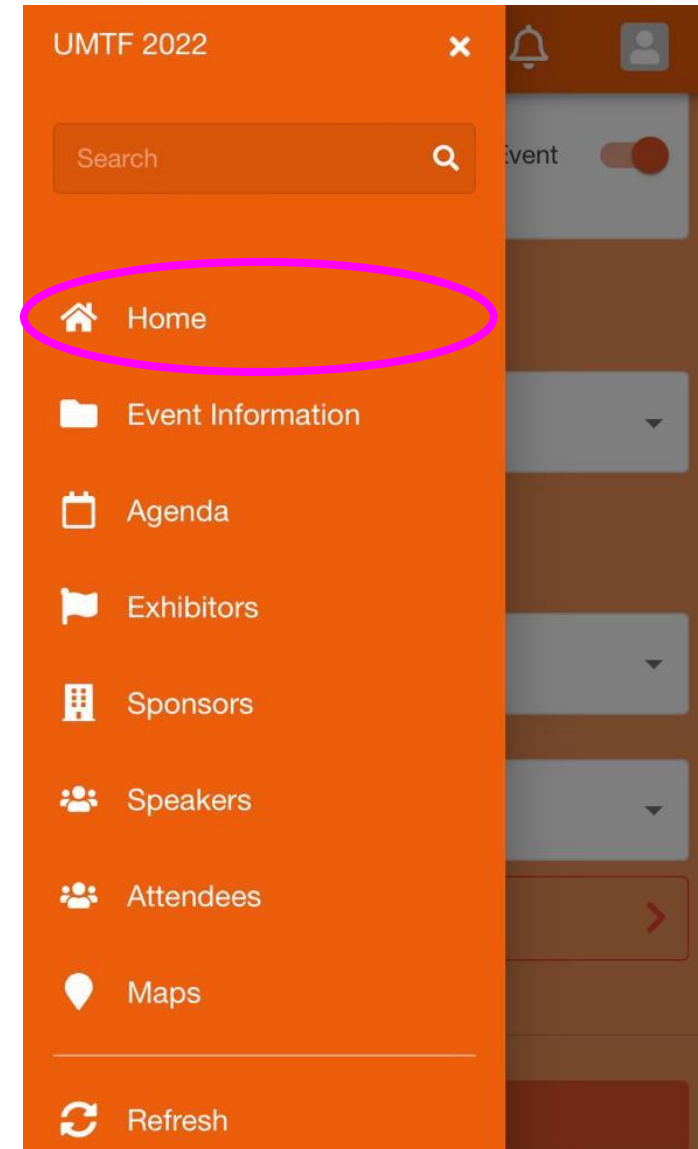 UMTF 2022
Search
Event
Home
Event Information
Agenda
Exhibitors
Sponsors
Speakers
Attendees
Maps
Refresh